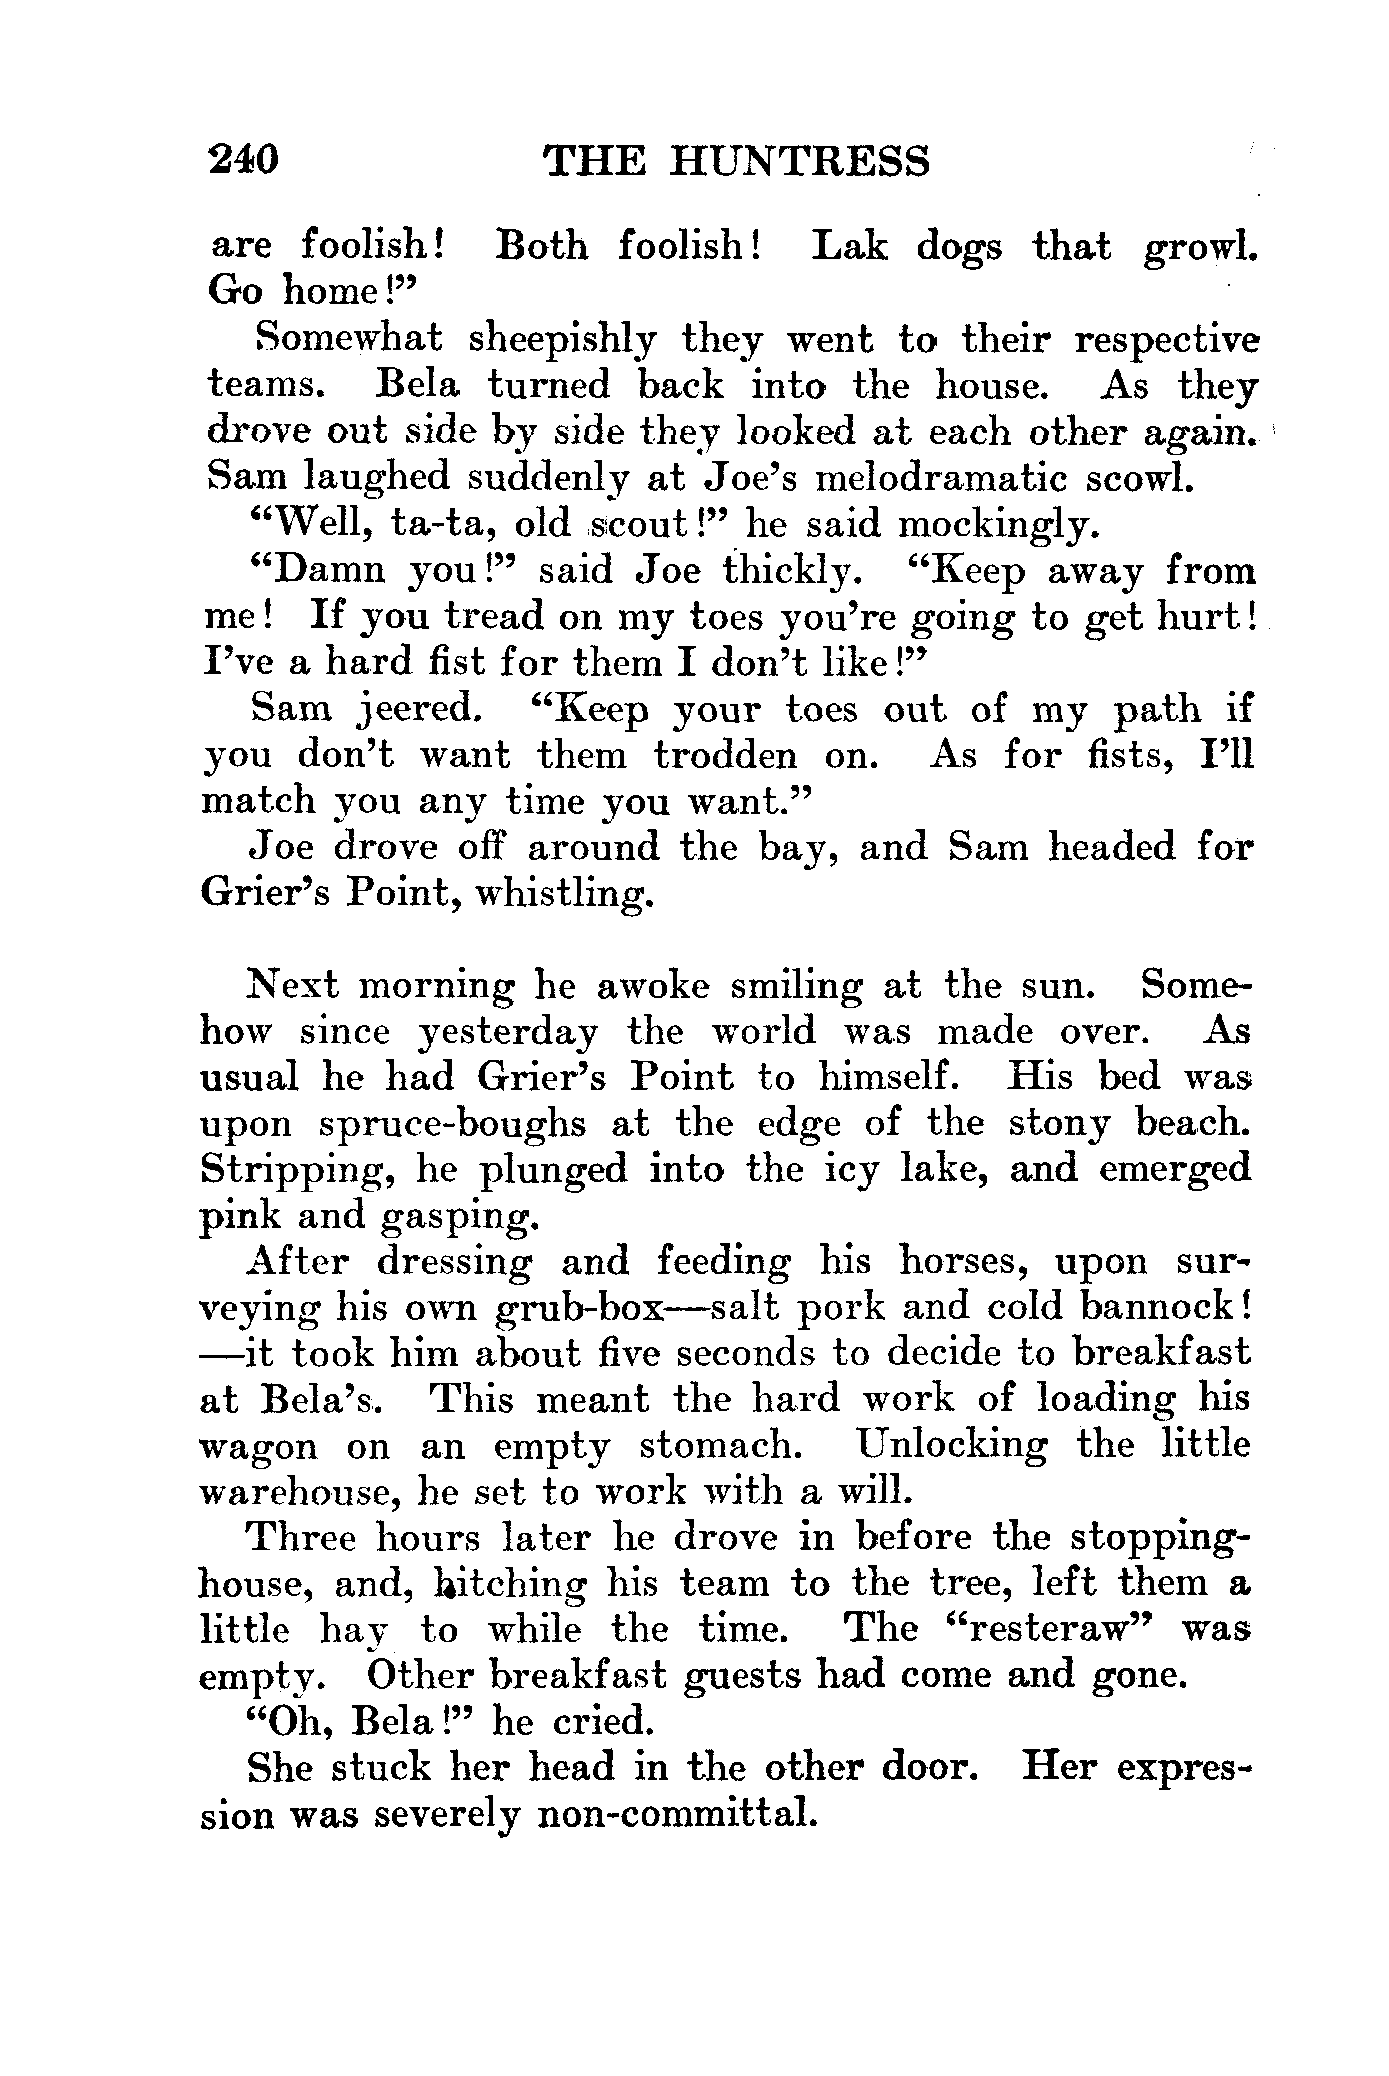 240 THE HUNTRESS
are foolish! Both foolish! Lak dogs that growl.
Go home!”
Somewhat sheepishly they went to their respective
teams. Bela turned back into the house. As they
drove out side by side they looked at each other again.
Sam laughed suddenly at Joe’s melodramatic scowl.
“Well, ta-ta, old scout!” he said mockingly.
“Damn you!” said Joe thickly. “Keep away from
me! If you tread on my toes you’re going to get hurt!
I’ve a hard fist for them I don’t like!”
Sam jeered. “Keep your toes out of my path if
you don’t want them trodden on. As for fists, I’ll
match you any time you want.”
Joe drove off around the bay, and Sam headed for
Grier’s Point, whistling.
Next morning he awoke smiling at the sun. Some-
how since yesterday the world was made over. As
usual he had Grier’s Point to himself. His bed was
upon spruce-boughs at the edge of the stony beach.
Stripping, he plunged into the icy lake, and emerged
pink and gasping.
After dressing and feeding his horses, upon sur-
veying his own grub-box—salt pork and cold bannock!
—it took him about five seconds to decide to breakfast
at Bela’s. This meant the hard work of loading his
wagon on an empty stomach. Unlocking the little
warehouse, he set to work with a will.
Three hours later he drove in before the stopping-
house, and, hitching his team to the tree, left them a
little hay to while the time. The “resteraw” was
empty. Other breakfast guests had come and gone.
“Oh, Bela!” he cried.
She stuck her head in the other door. Her expres-
sion was severely non-committal.